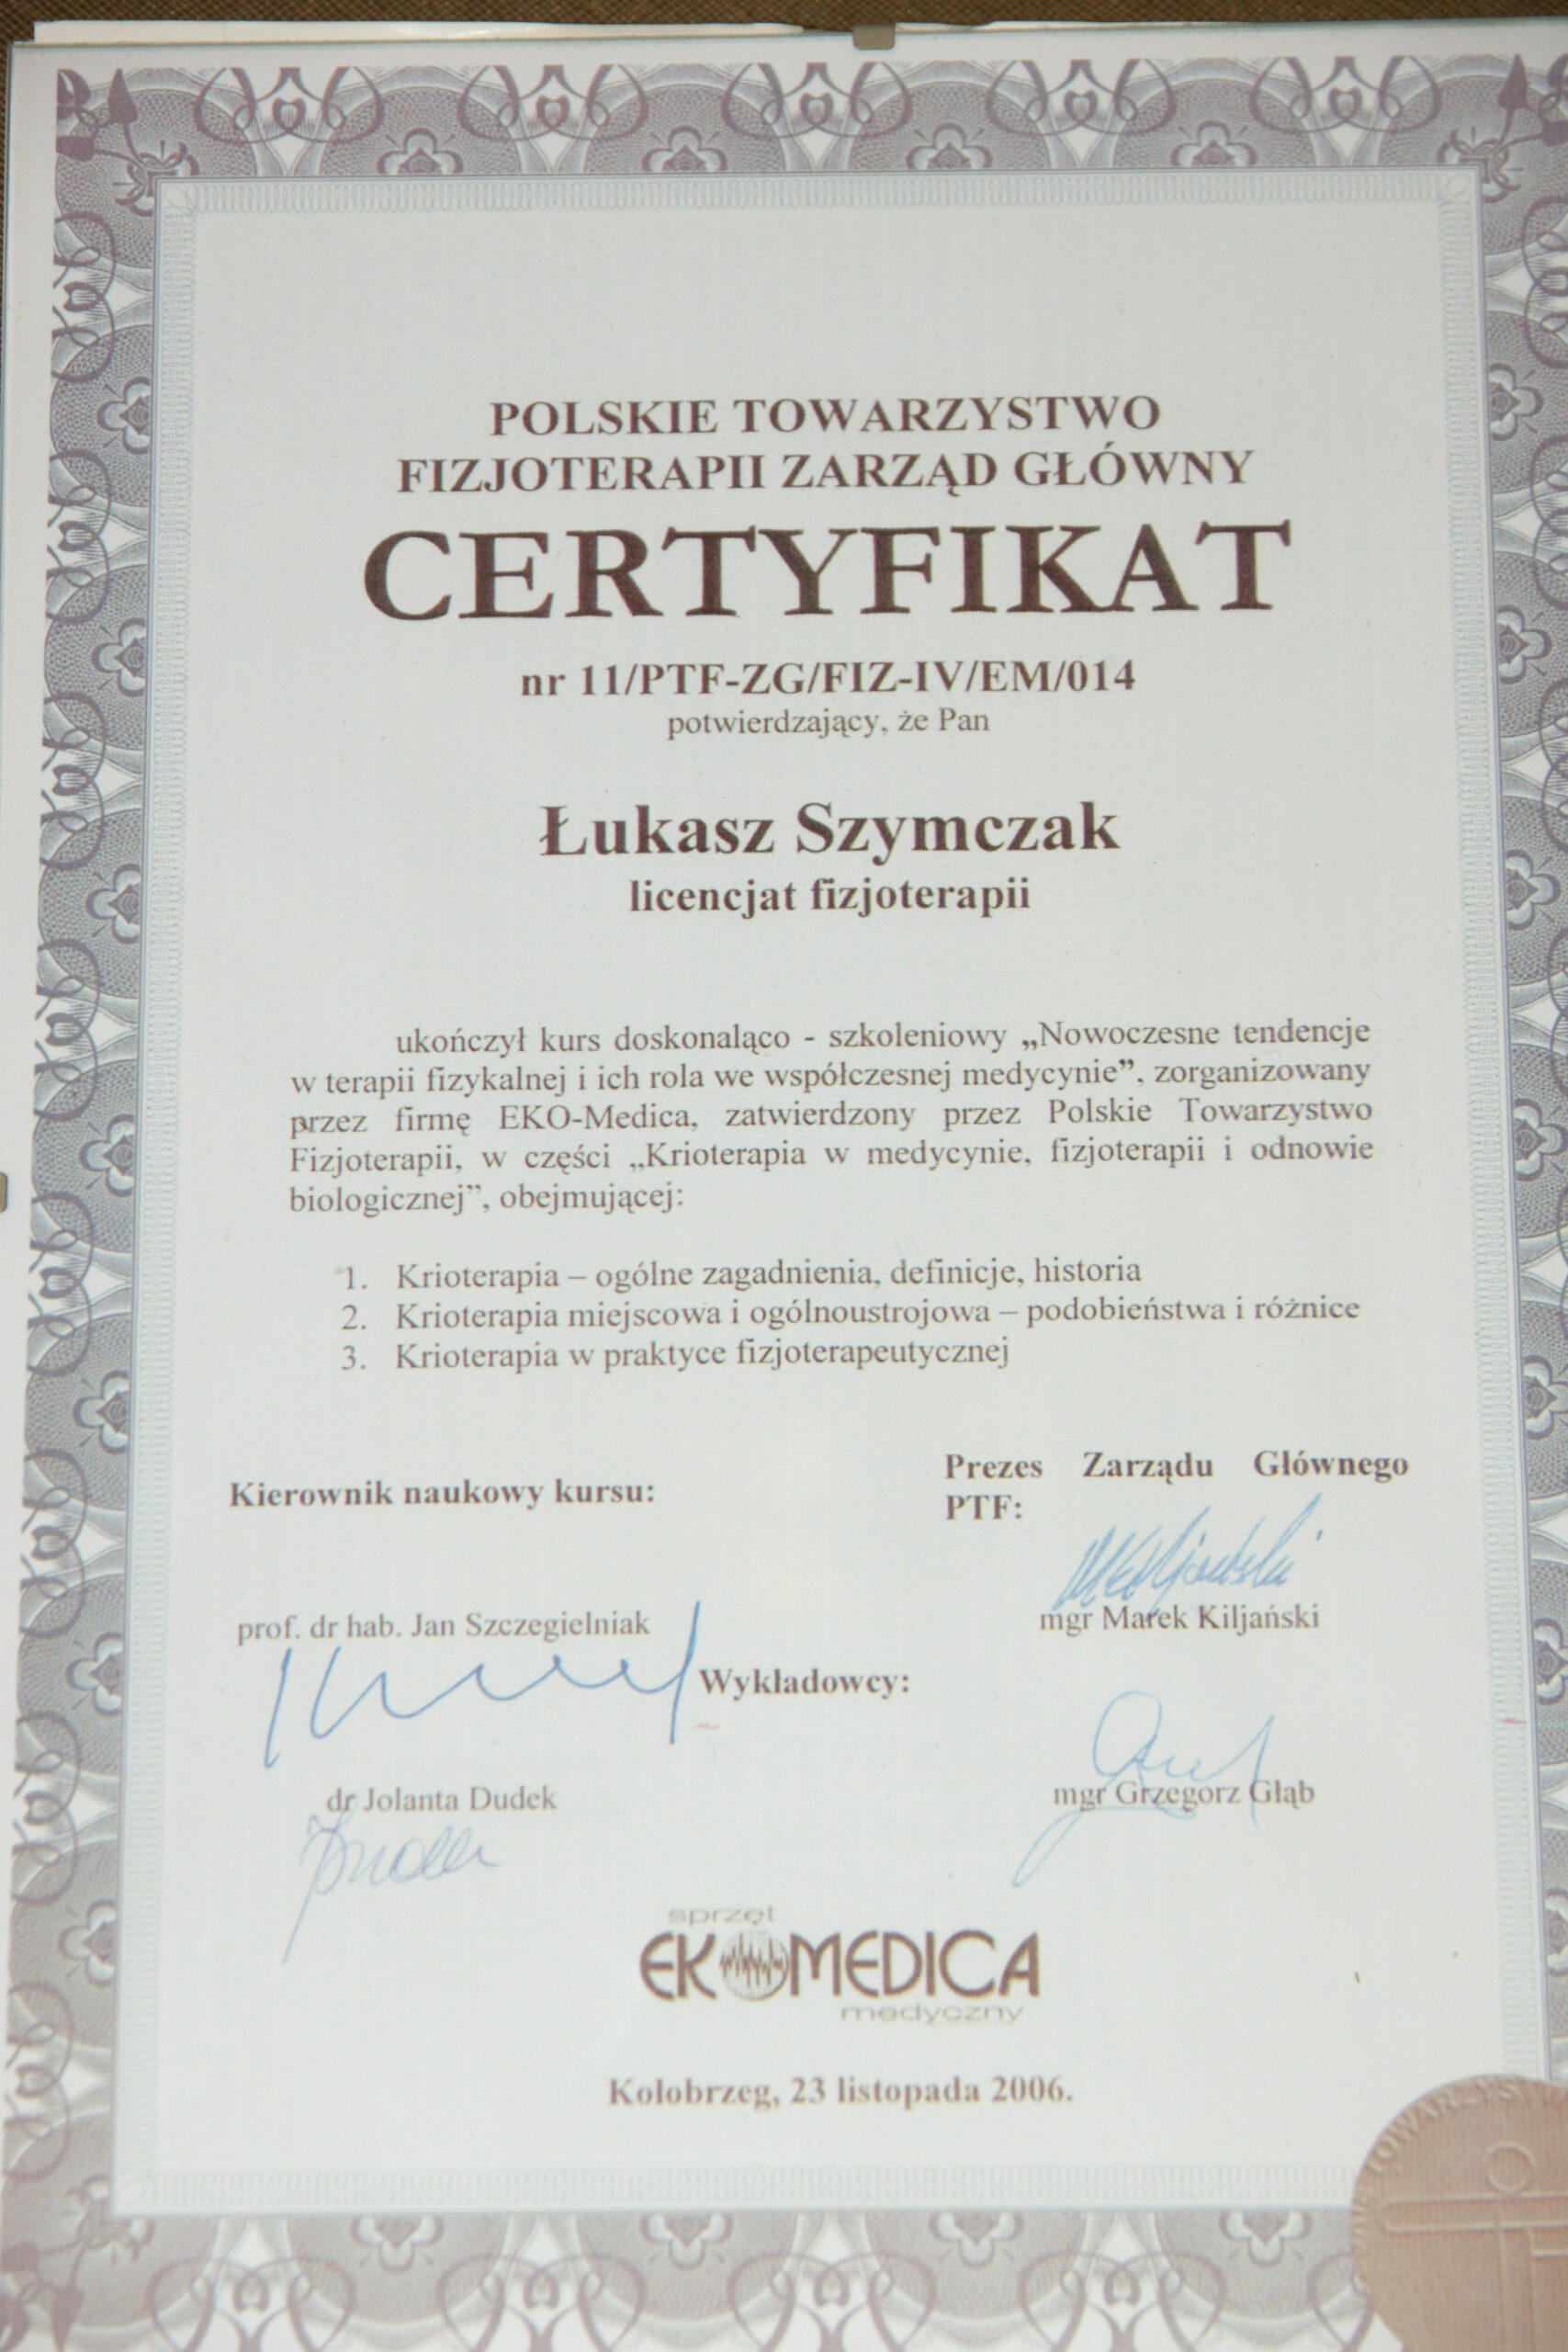 POLSKIE TOWARZYSTWO
FIZJOTERAPII ZARZĄD GŁÓWNY
CERTYFIKAT
nr 11/PTF-ZG/FIZ-IV/EM/014
potwierdzający, że Pan
Łukasz Szymczak
licencjat fizjoterapii
ukończył kurs doskonaląco - szkoleniowy „Nowoczesne tendencje
w terapii fizykalnej i ich rola we współczesnej medycynie”, zorganizowany
przez firmę EKO-Medica, zatwierdzony przez Polskie Towarzystwo
Fizjoterapii, w części „Krioterapia w medycynie, fizjoterapii i odnowie
biologicznej”, obejmującej:
1. Krioterapia – ogólne zagadnienia, definicje, historia
2. Krioterapia miejscowa i ogólnoustrojowa – podobieństwa i różnice
3. Krioterapia w praktyce fizjoterapeutycznej
Kierownik naukowy kursu:
Prezes Zarządu Głównego
PTF:
prof. dr hab. Jan Szczegielniak
mgr Marek Kiljański
Wykładowcy:
dr Jolanta Dudek
mgr Grzegorz Głąb
sprzęt
EKOMEDICA
medyczny
Kołobrzeg, 23 listopada 2006.